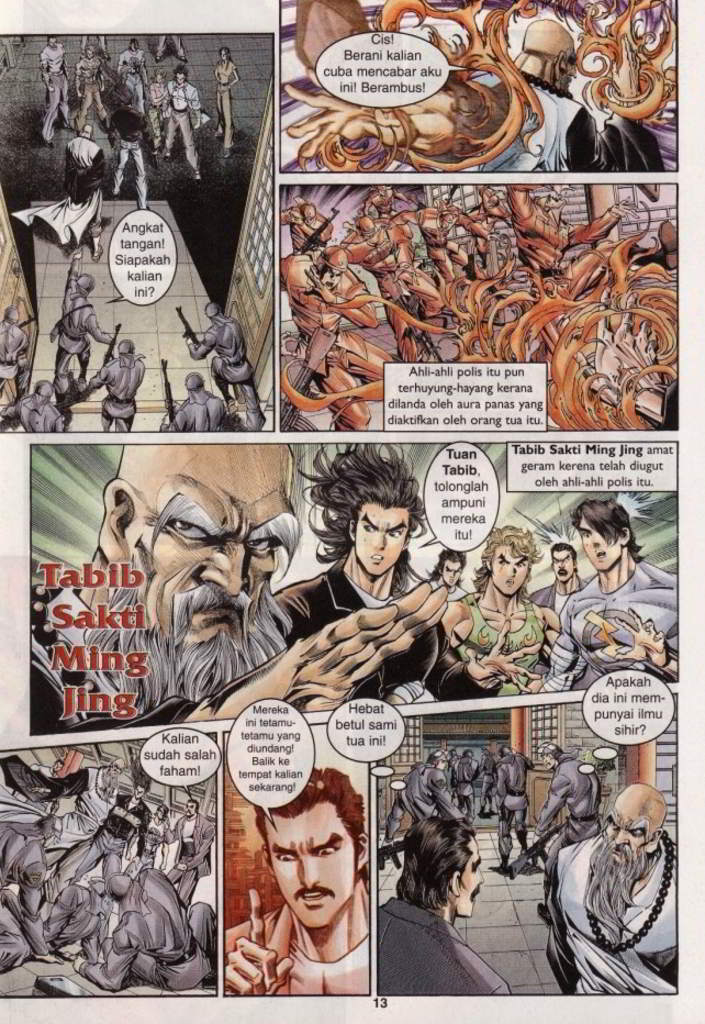 Angkat
tangan!
Siapakah
kalian
ini?
Cis!
Berani kalian
cuba mencabar aku
ini! Berambus!
Ahli-ahli polis itu pun
terhuyung-hayang kerana
dilanda oleh aura panas yang
diaktifkan oleh orang tua itu.
Tabib
Sakti
Ming
Jing
Tuan
Tabib,
tolonglah
ampuni
mereka
itu!
Tabib Sakti Ming Jing amat
geram kerena telah diugut
oleh ahli-ahli polis itu.
Kalian
sudah salah
faham!
Mereka
ini tetamu-
tetamu yang
diundang!
Balik ke
tempat kalian
sekarang!
Hebat
betul sami
tua ini!
Apakah
dia ini mem-
punyai ilmu
sihir?
13